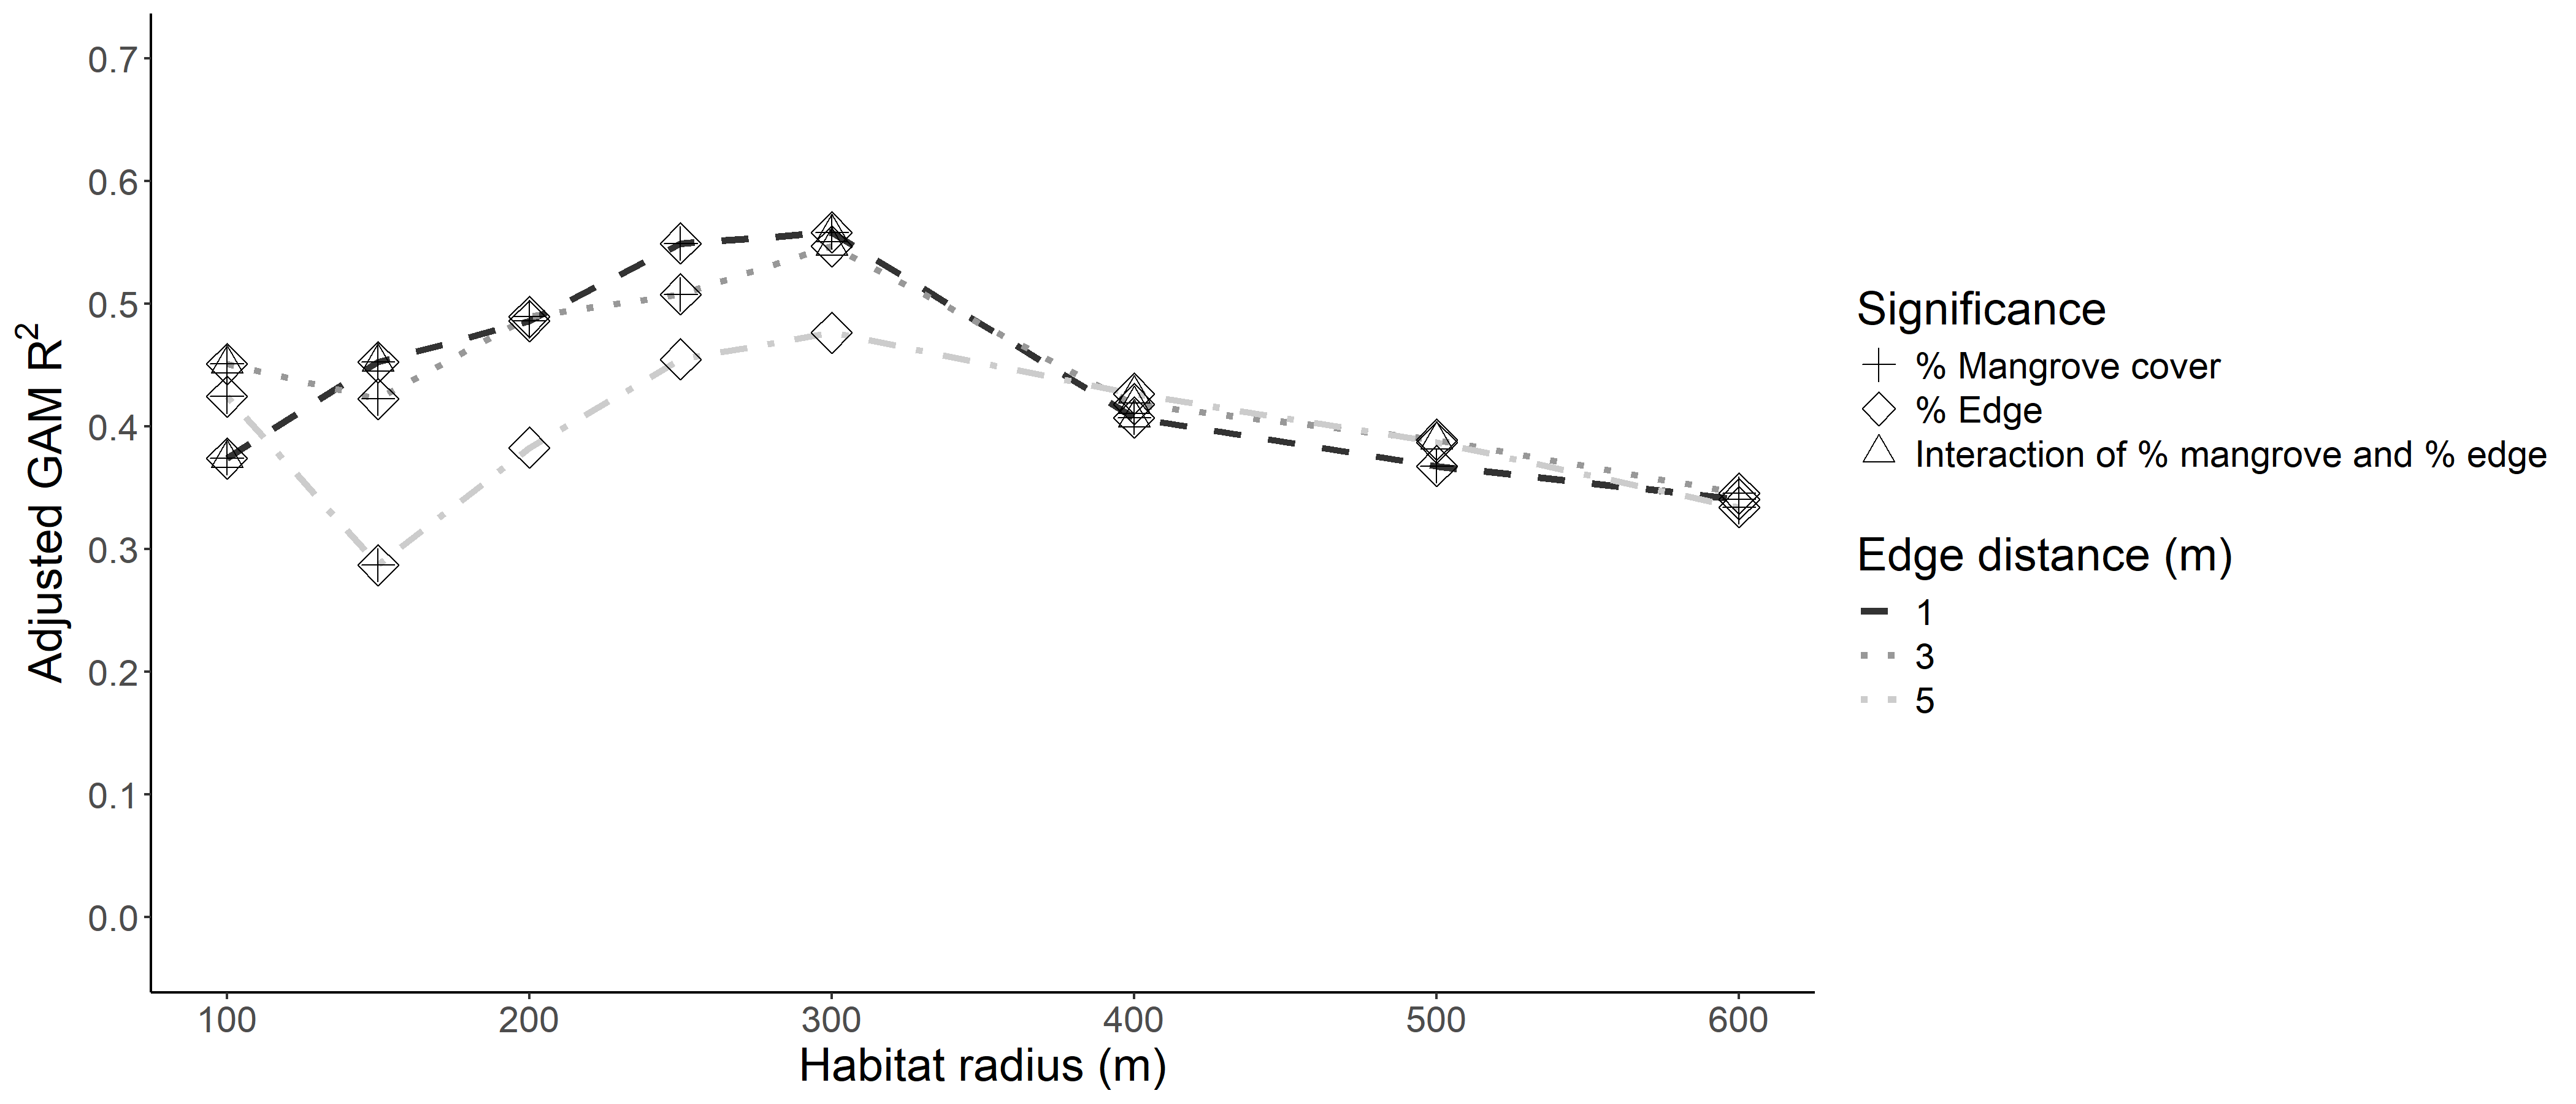 0.7
0.6
0.5
0.4
0.3
0.2
0.1
0.0
Adjusted GAM R²
100 200 300 400 500 600
Habitat radius (m)
Significance
% Mangrove cover
% Edge
Interaction of % mangrove and % edge
Edge distance (m)
1
3
5